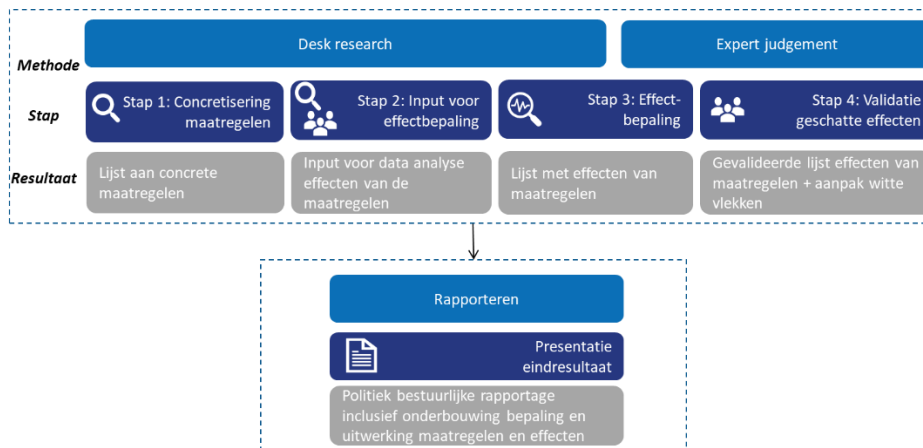 Desk research
Expert judgement
Methode
Stap
Stap 1: Concretisering
maatregelen
Stap 2: Input voor
effectbepaling
Stap 3: Effect-
bepaling
Stap 4: Validatie
geschatte effecten
Resultaat
Lijst aan concrete
maatregelen
Input voor data analyse
effecten van de
maatregelen
Lijst met effecten van
maatregelen
Gevalideerde lijst effecten van
maatregelen + aanpak witte
vlekken
Rapporteren
Presentatie
eindresultaat
Politiek bestuurlijke rapportage
inclusief onderbouwing bepaling en
uitwerking maatregelen en effecten